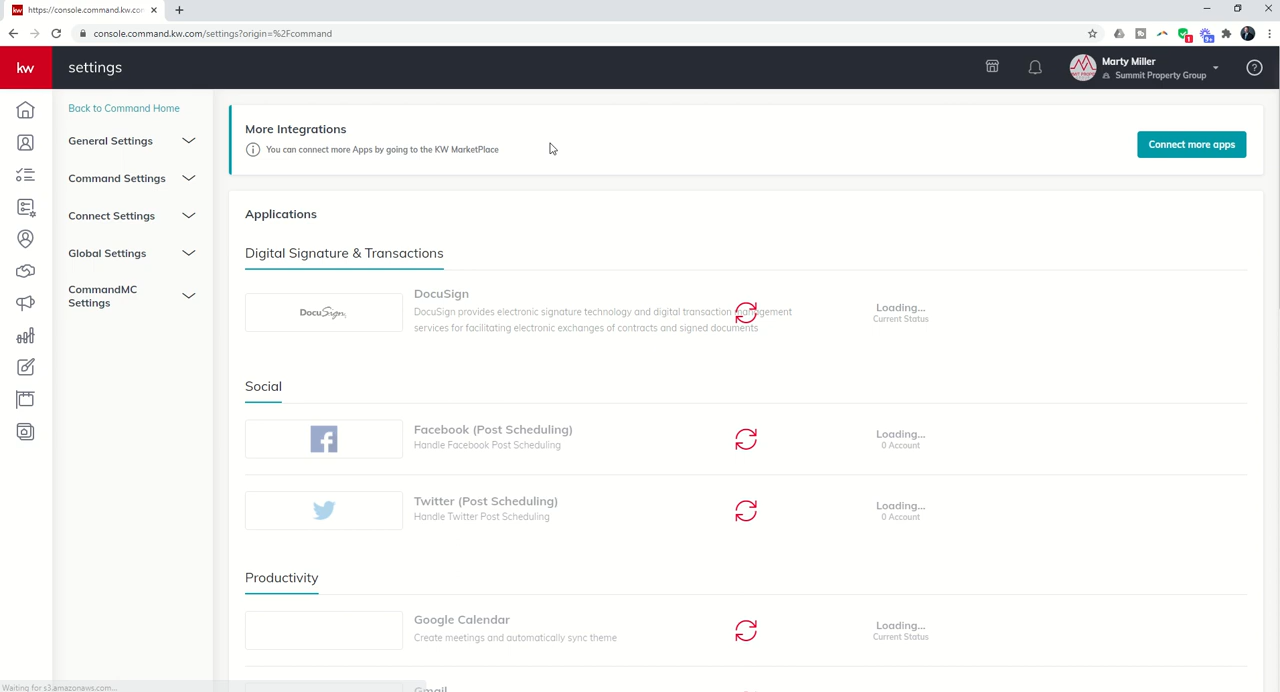 https://console.command.kw.co
console.command.kw.com/settings?origin=%2Fcommand
1
9+
kw
settings
Marty Miller
Summit Property Group
Back to Command Home
General Settings
Command Settings
Connect Settings
Global Settings
CommandMC
Settings
More Integrations
You can connect more Apps by going to the KW MarketPlace
Connect more apps
Applications
Digital Signature & Transactions
DocuSign
DocuSign
DocuSign provides electronic signature technology and digital transaction management
services for facilitating electronic exchanges of contracts and signed documents
Loading...
Current Status
Social
Facebook (Post Scheduling)
Handle Facebook Post Scheduling
Loading...
0 Account
Twitter (Post Scheduling)
Handle Twitter Post Scheduling
Loading...
0 Account
Productivity
Google Calendar
Create meetings and automatically sync theme
Loading...
Current Status
Gmail
Waiting for s3.amazonaws.com...